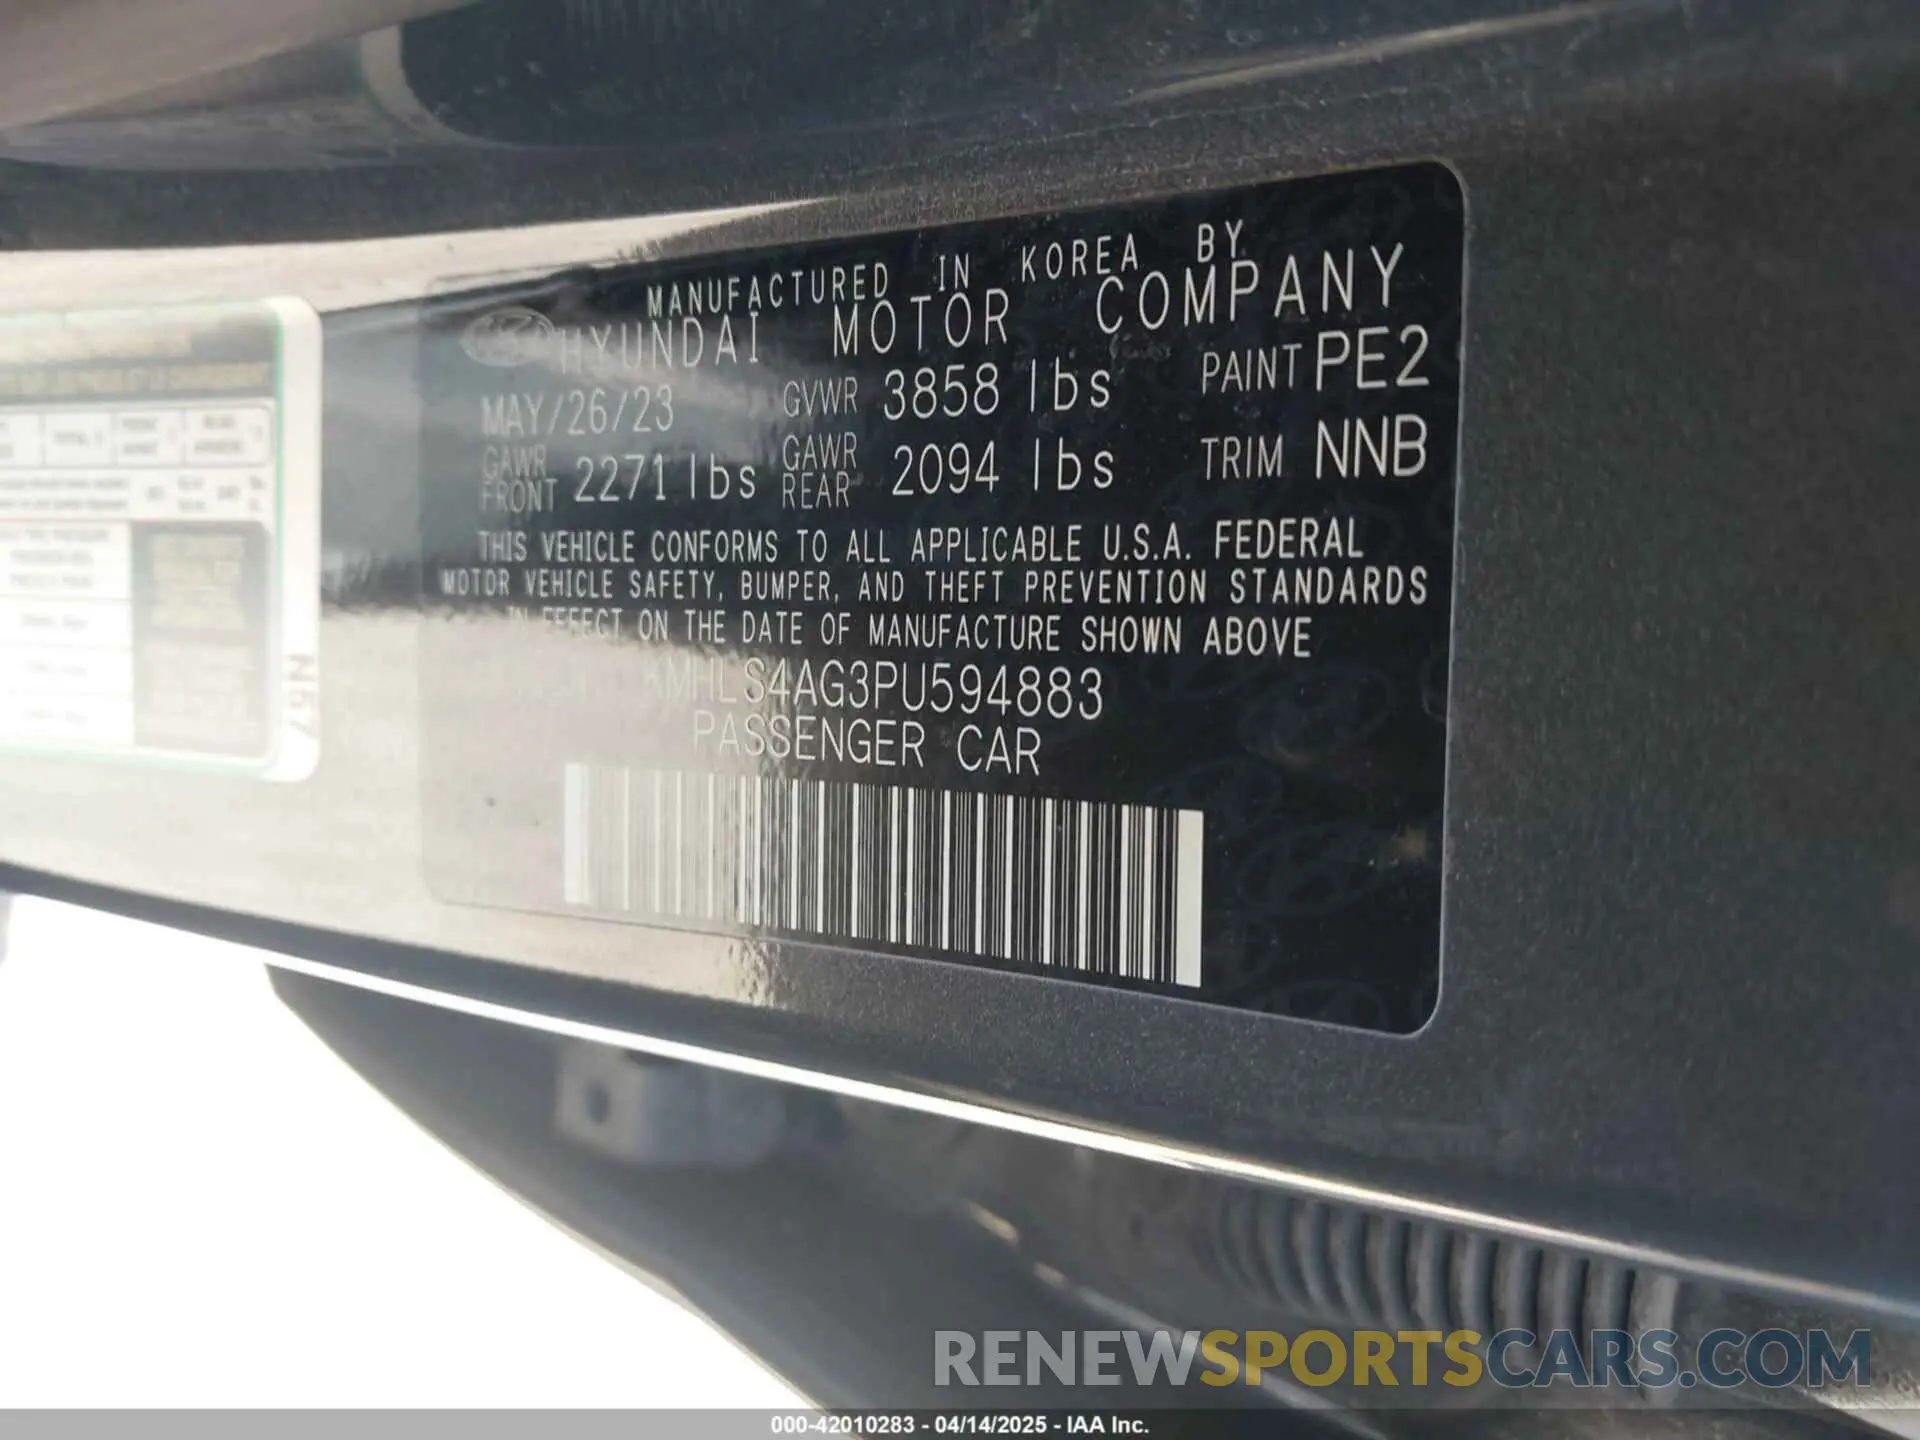 MANUFACTURED IN KOREA BY
HYUNDAI MOTOR COMPANY
MAY/26/23 GVWR 3858 lbs PAINT PE2
GAWR FRONT 2271 lbs GAWR REAR 2094 lbs TRIM NNB
THIS VEHICLE CONFORMS TO ALL APPLICABLE U.S.A. FEDERAL
MOTOR VEHICLE SAFETY, BUMPER, AND THEFT PREVENTION STANDARDS
IN EFFECT ON THE DATE OF MANUFACTURE SHOWN ABOVE
KMHLS4AG3PU594883
PASSENGER CAR
N567
RENEWSPORTSCARS.COM
000-42010283 - 04/14/2025 - IAA Inc.